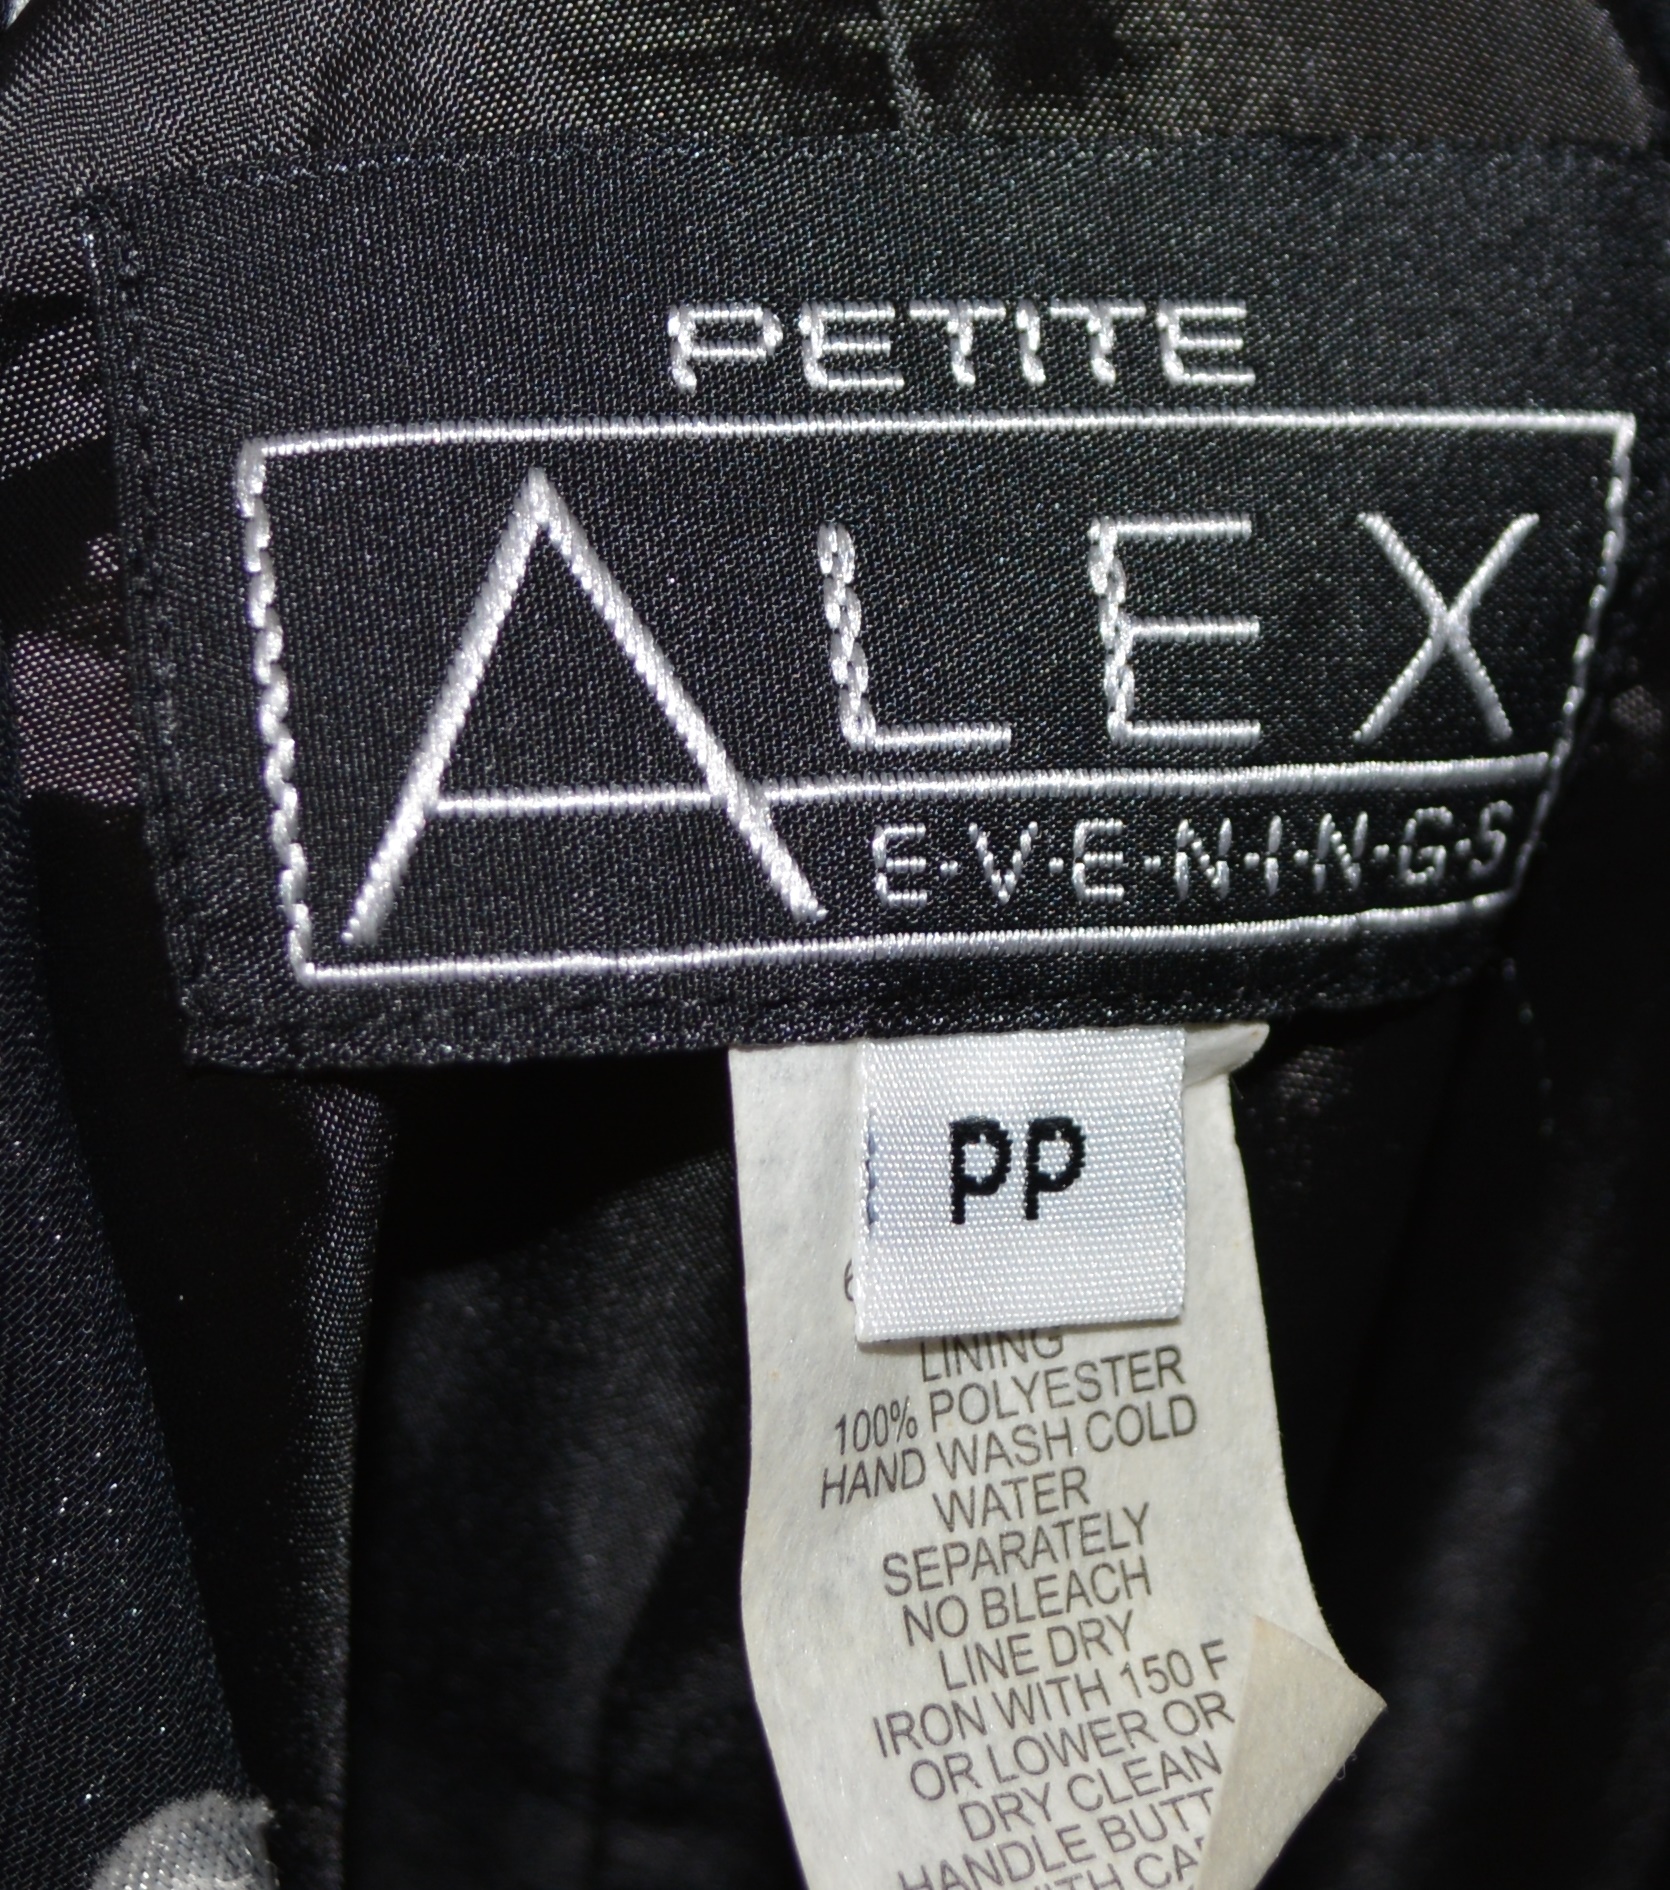 PETITE
ALEX
E·V·E·N·I·N·G·S
PP
LINING
100% POLYESTER
HAND WASH COLD
WATER
SEPARATELY
NO BLEACH
LINE DRY
IRON WITH 150 F
OR LOWER OR
DRY CLEAN
HANDLE